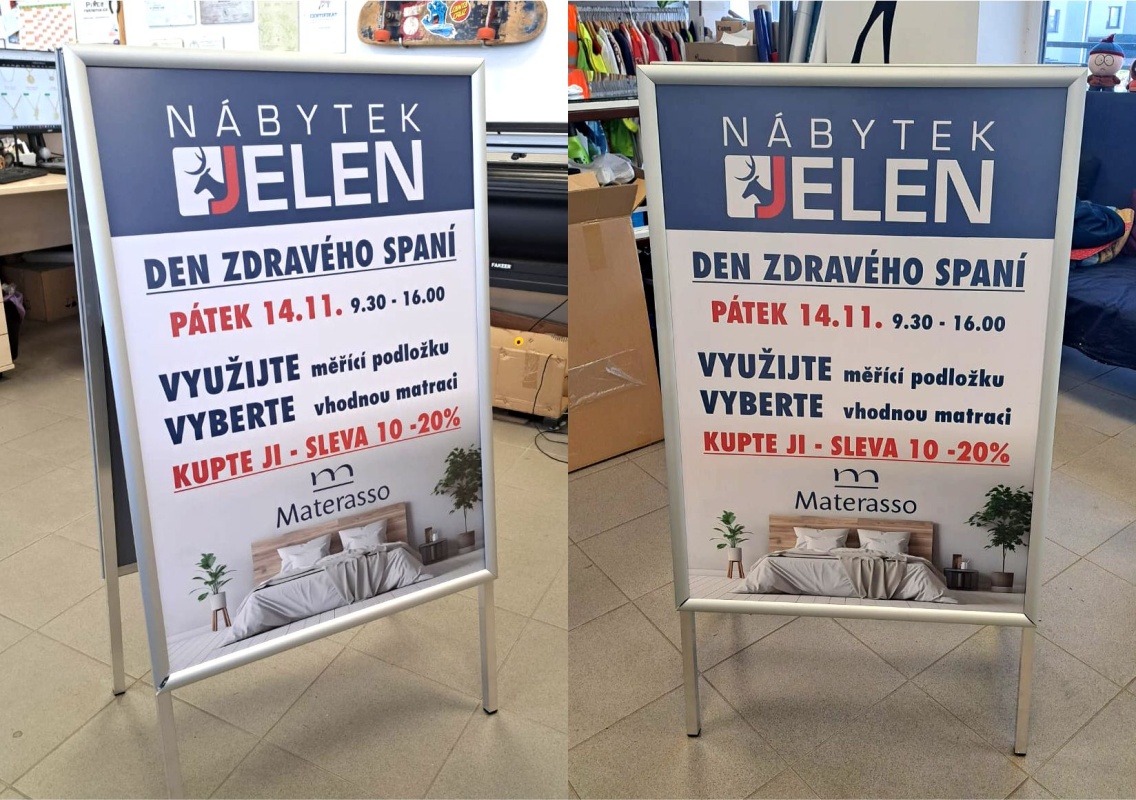 NÁBYTEK
JELEN
DEN ZDRAVÉHO SPANÍ
PÁTEK 14.11. 9.30 - 16.00
VYUŽIJTE měřící podložku
VYBERTE vhodnou matraci
KUPTE JI - SLEVA 10 -20%
m
Materasso
NÁBYTEK
JELEN
DEN ZDRAVÉHO SPANÍ
PÁTEK 14.11. 9.30 - 16.00
VYUŽIJTE měřící podložku
VYBERTE vhodnou matraci
KUPTE JI - SLEVA 10 -20%
m
Materasso